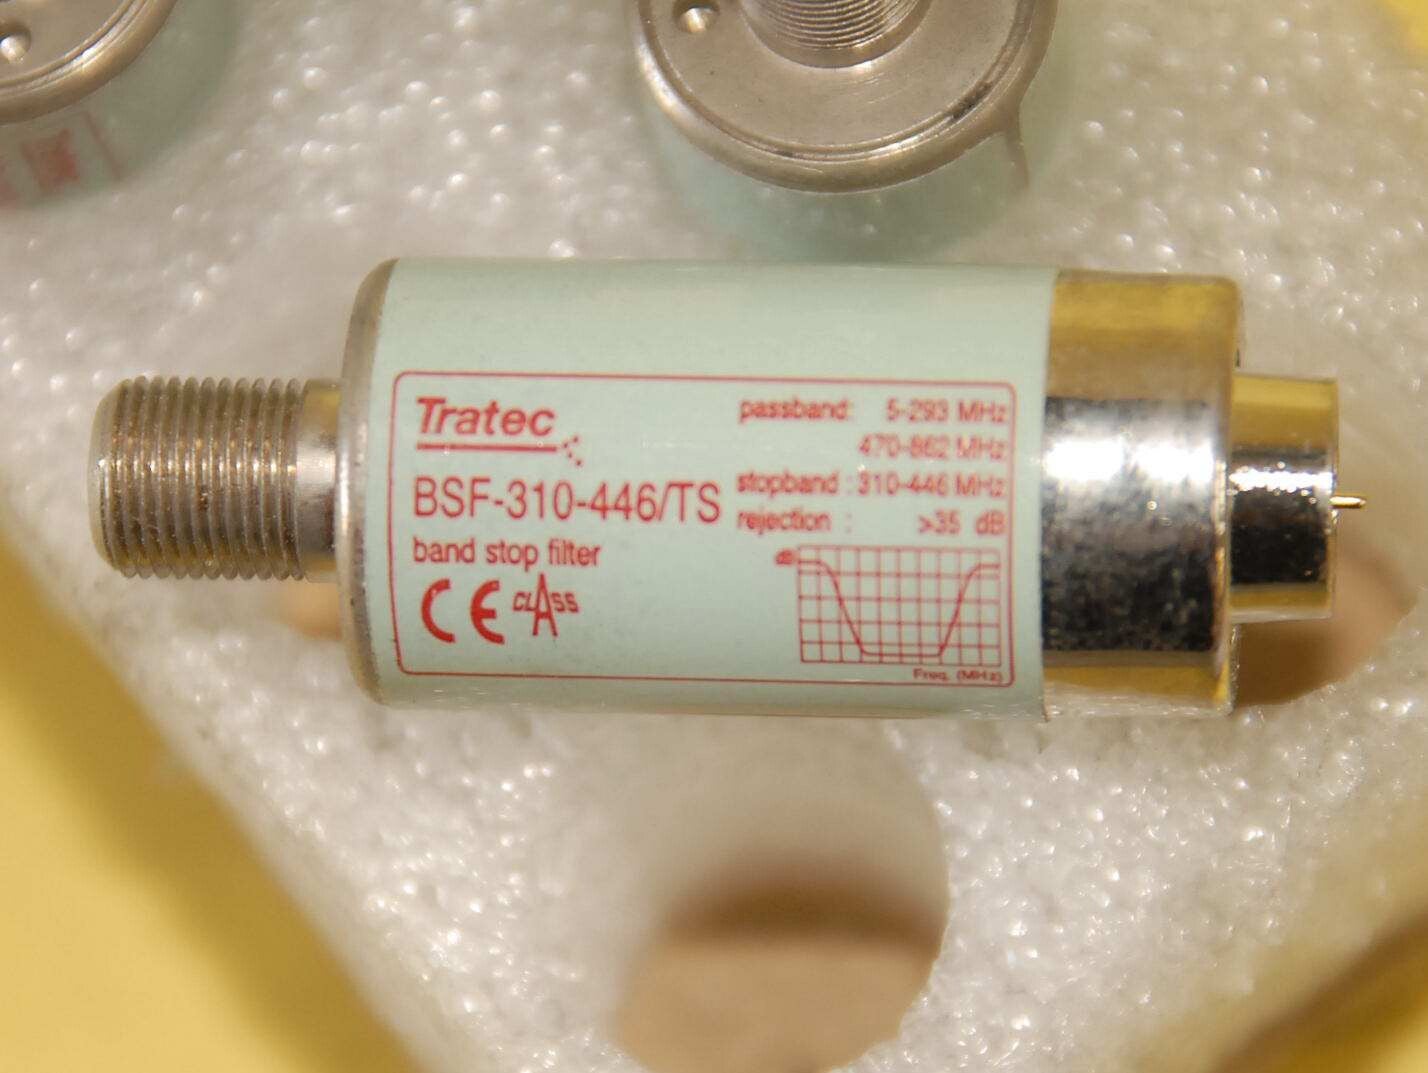 Tratec
BSF-310-446/TS
band stop filter
CE CLASS
passband: 5-293 MHz
470-862 MHz
stopband : 310-446 MHz
rejection : >35 dB
dB
Freq. (MHz)